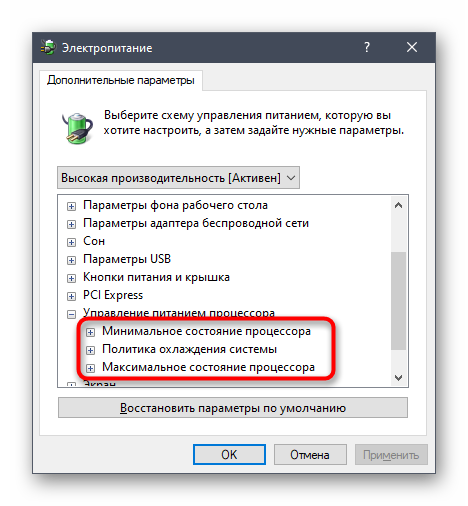 Электропитание
Дополнительные параметры
Выберите схему управления питанием, которую вы
хотите настроить, а затем задайте нужные параметры.
Высокая производительность [Активен]
Параметры фона рабочего стола
Параметры адаптера беспроводной сети
Сон
Параметры USB
Кнопки питания и крышка
PCI Express
Управление питанием процессора
Минимальное состояние процессора
Политика охлаждения системы
Максимальное состояние процессора
Экран
Восстановить параметры по умолчанию
OK
Отмена
Применить